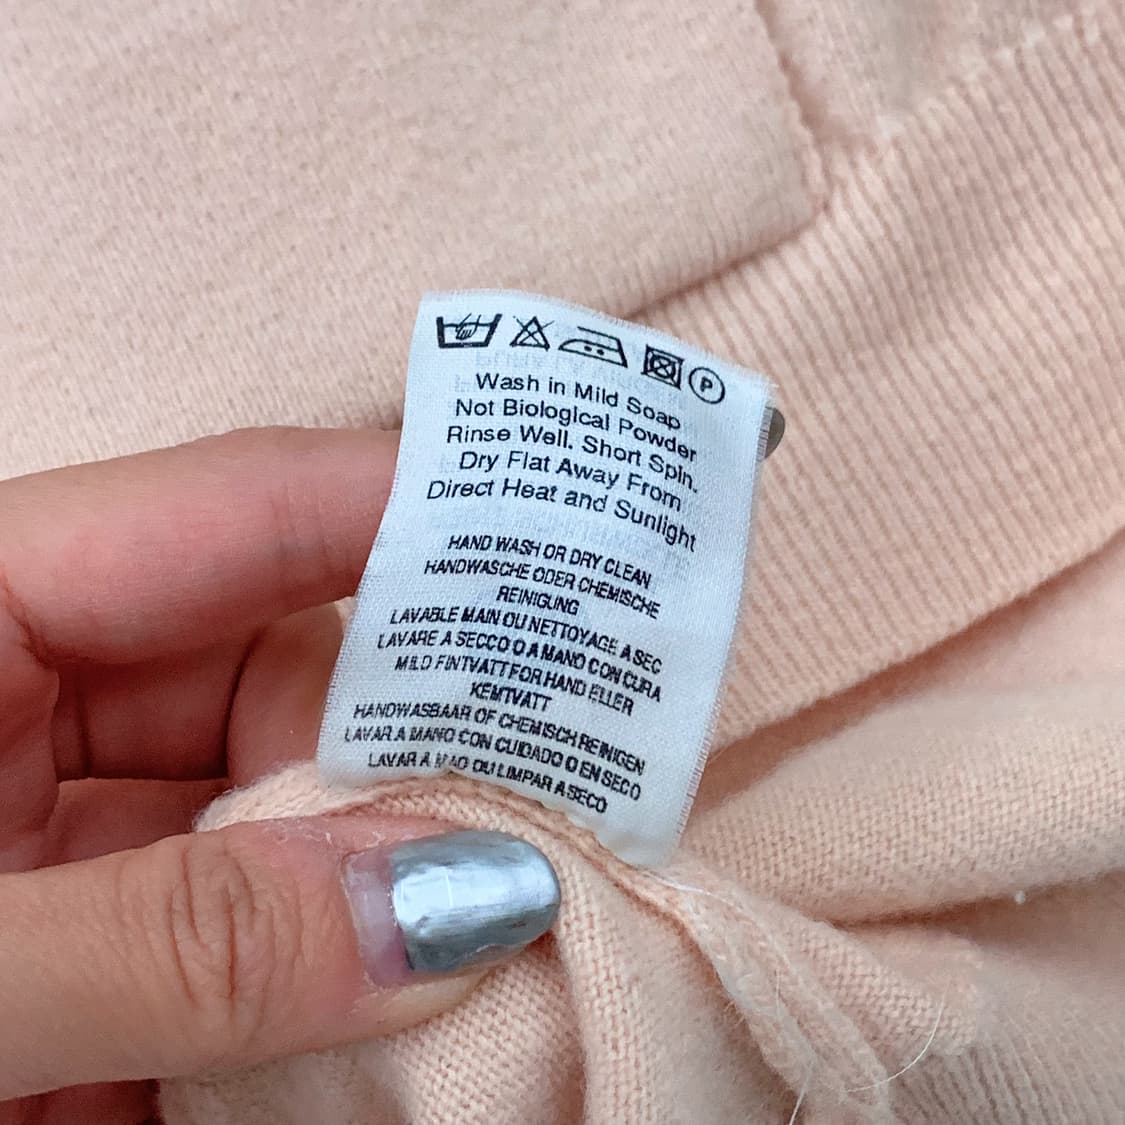 P
Wash in Mild Soap
Not Biological Powder
Rinse Well. Short Spin.
Dry Flat Away From
Direct Heat and Sunlight
HAND WASH OR DRY CLEAN
HANDWASCHE ODER CHEMISCHE
REINIGUNG
LAVABLE MAIN OU NETTOYAGE A SEC
LAVARE A SECCO O A MANO CON CURA
MILD FINTVATT FOR HAND ELLER
KEMTVATT
HANDWASBAAR OF CHEMISCH REINIGEN
LAVAR A MANO CON CUIDADO O EN SECO
LAVAR A MAO OU LIMPAR A SECO